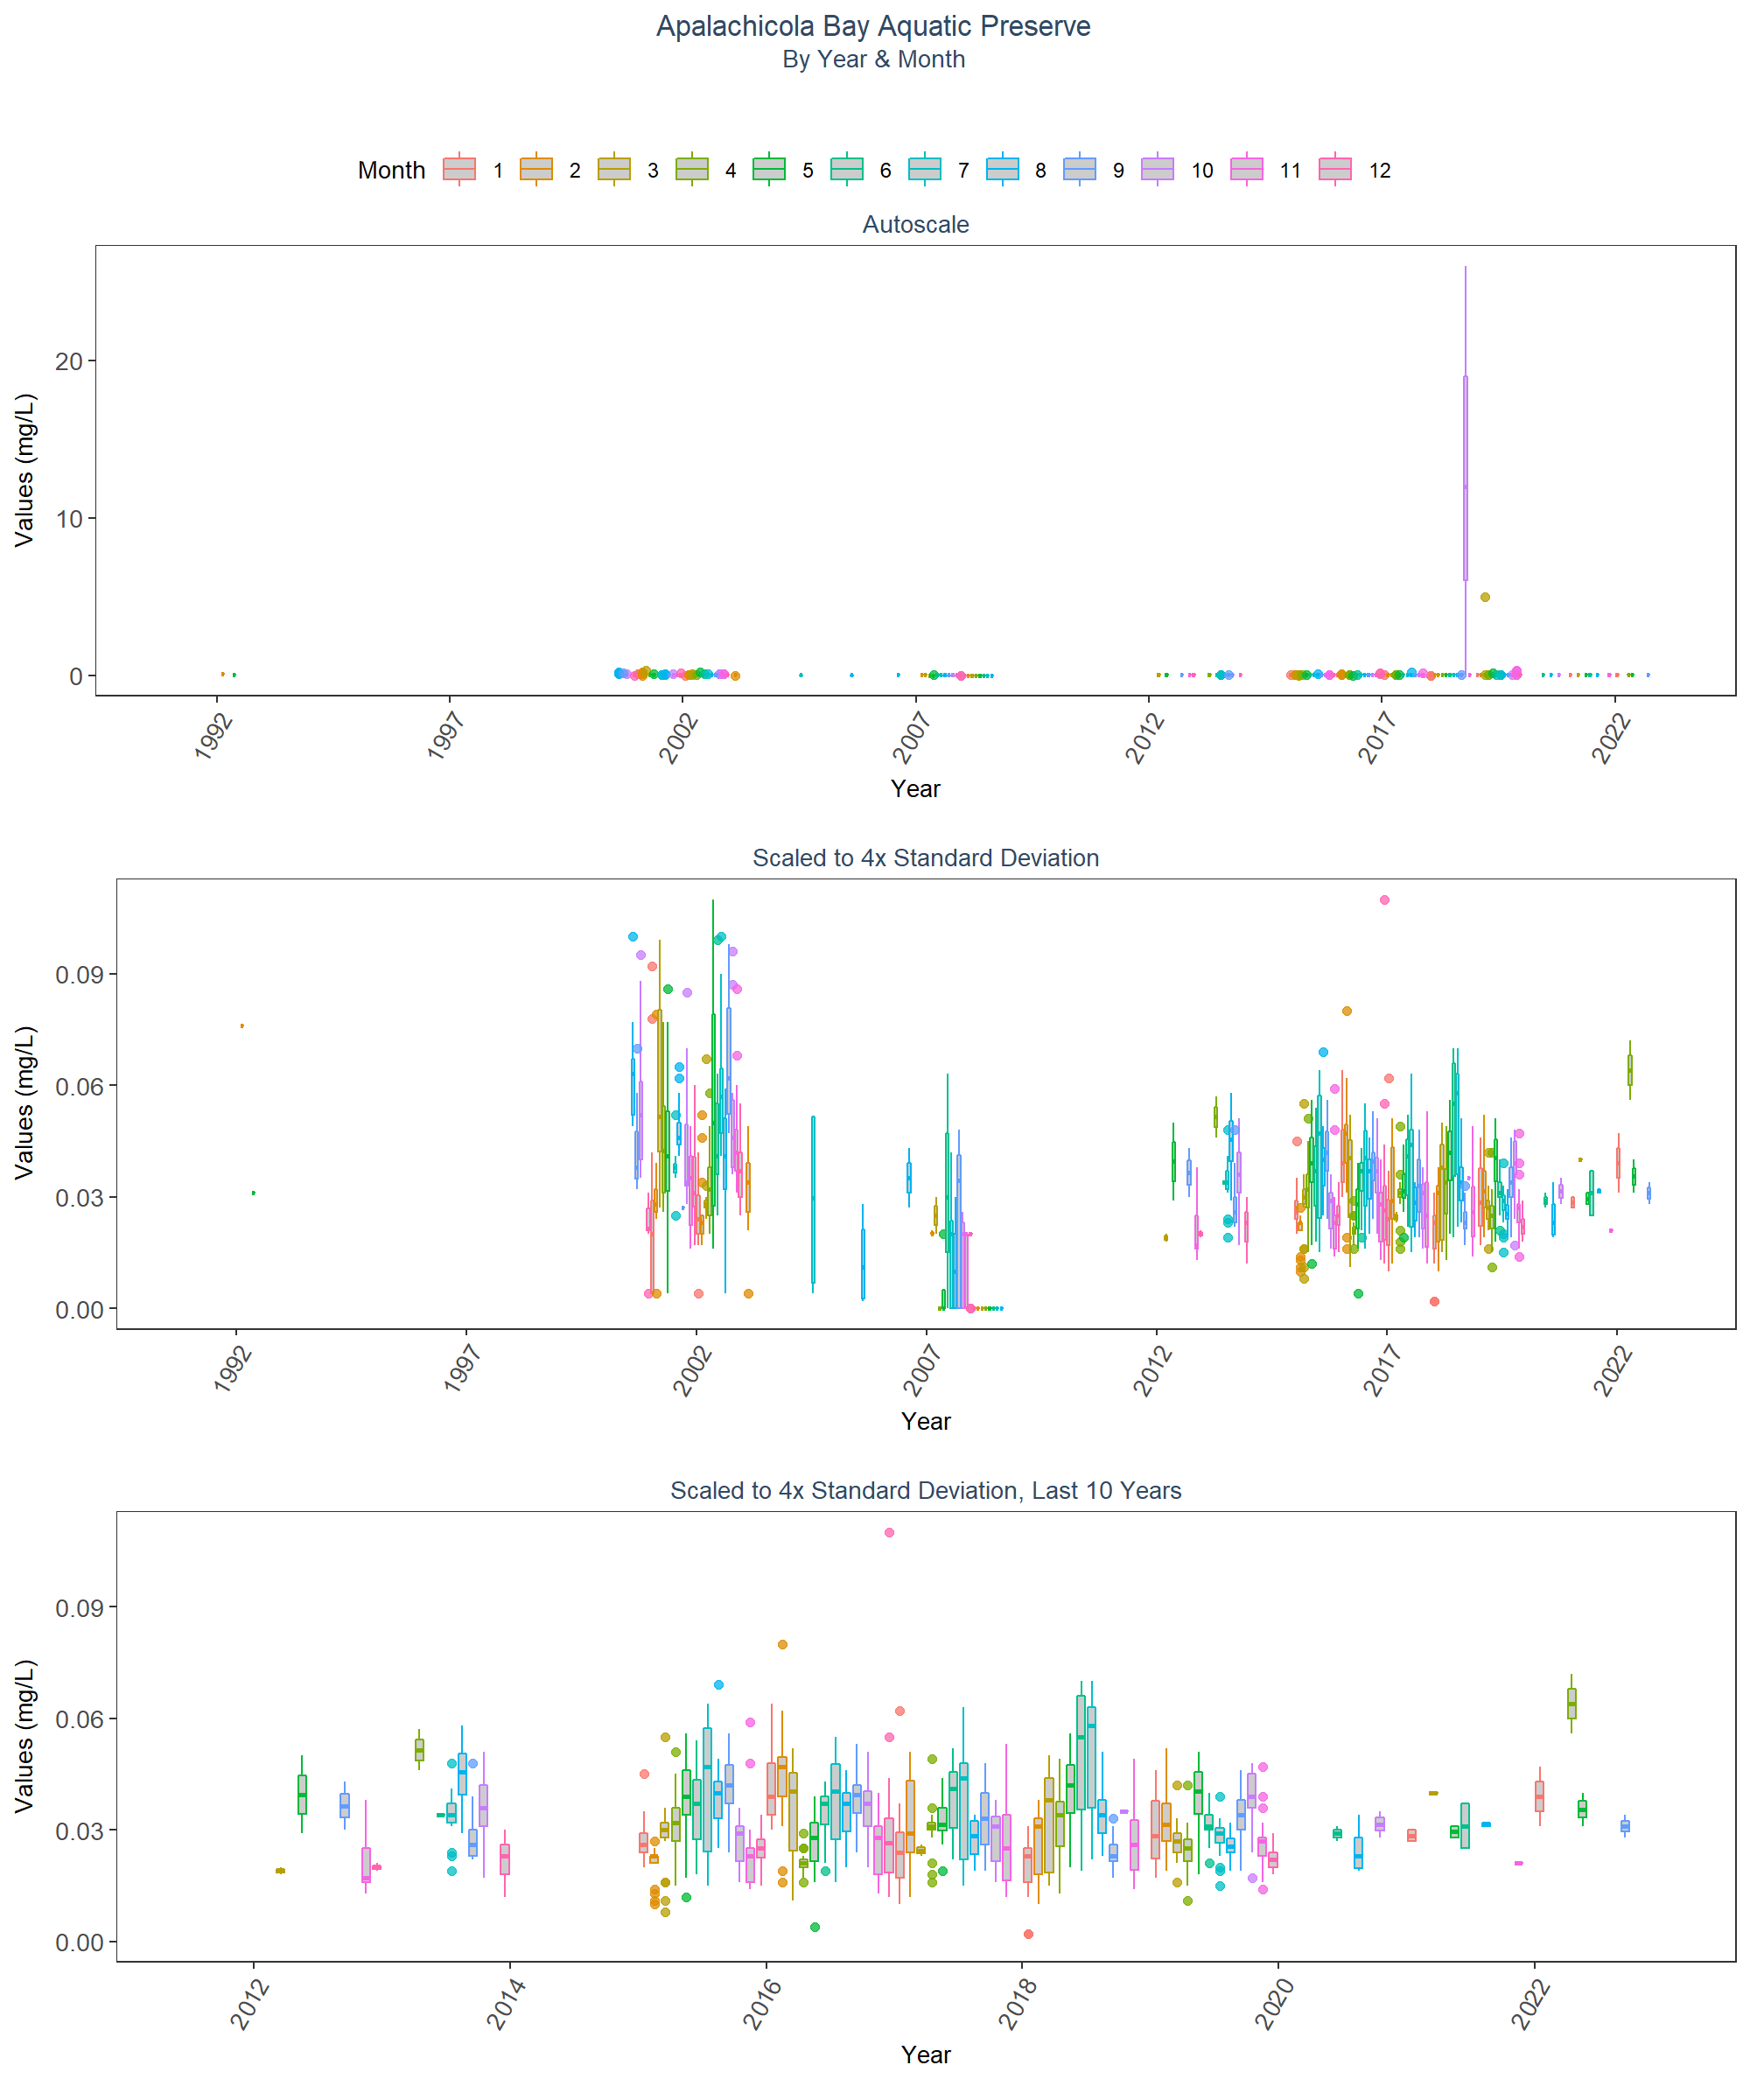 Apalachicola Bay Aquatic Preserve
By Year & Month
Month 1 2 3 4 5 6 7 8 9 10 11 12
Autoscale
Values (mg/L)
20
10
0
1992 1997 2002 2007 2012 2017 2022
Year
Scaled to 4x Standard Deviation
Values (mg/L)
0.09
0.06
0.03
0.00
1992 1997 2002 2007 2012 2017 2022
Year
Scaled to 4x Standard Deviation, Last 10 Years
Values (mg/L)
0.09
0.06
0.03
0.00
2012 2014 2016 2018 2020 2022
Year